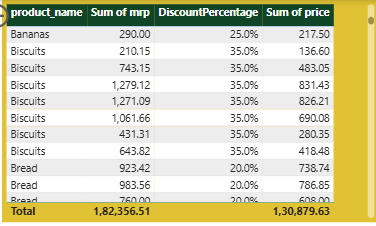 product_name Sum of mrp DiscountPercentage Sum of price
Bananas 290.00 25.0% 217.50
Biscuits 210.15 35.0% 136.60
Biscuits 743.15 35.0% 483.05
Biscuits 1,279.12 35.0% 831.43
Biscuits 1,271.09 35.0% 826.21
Biscuits 1,061.66 35.0% 690.08
Biscuits 431.31 35.0% 280.35
Biscuits 643.82 35.0% 418.48
Bread 923.42 20.0% 738.74
Bread 983.56 20.0% 786.85
Bread 760.00 20.0% 608.00
Total 1,82,356.51 1,30,879.63